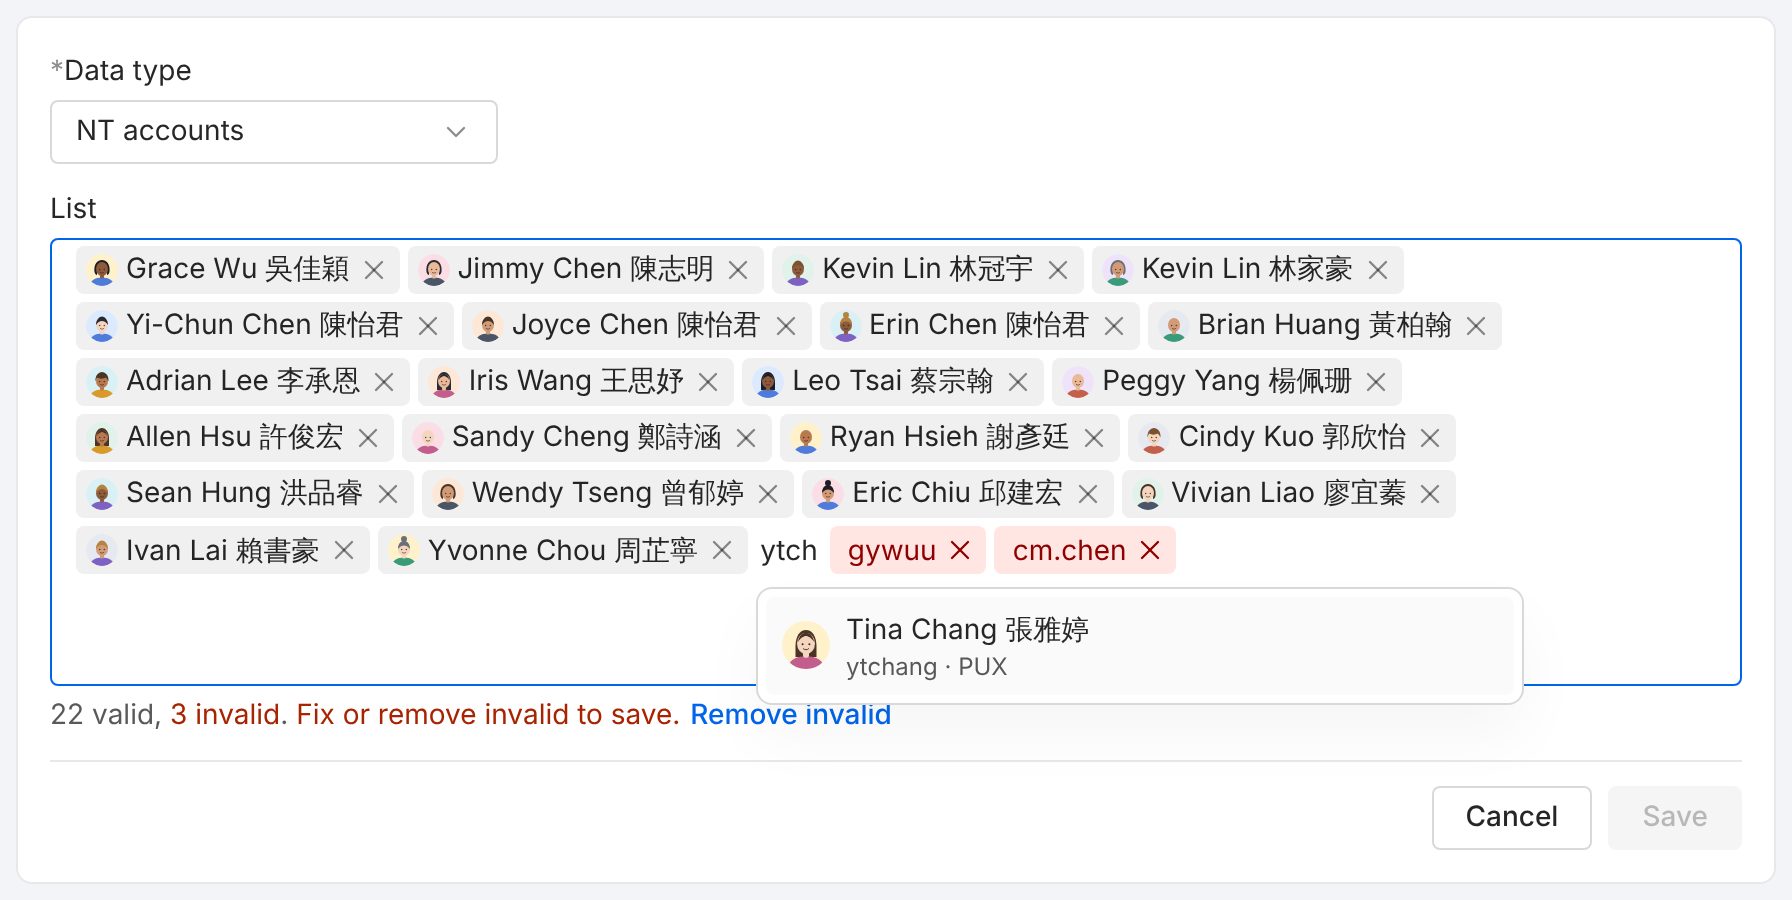 *Data type
NT accounts
List
Grace Wu 吳佳穎 Jimmy Chen 陳志明 Kevin Lin 林冠宇 Kevin Lin 林家豪
Yi-Chun Chen 陳怡君 Joyce Chen 陳怡君 Erin Chen 陳怡君 Brian Huang 黃柏翰
Adrian Lee 李承恩 Iris Wang 王思妤 Leo Tsai 蔡宗翰 Peggy Yang 楊佩珊
Allen Hsu 許俊宏 Sandy Cheng 鄭詩涵 Ryan Hsieh 謝彥廷 Cindy Kuo 郭欣怡
Sean Hung 洪品睿 Wendy Tseng 曾郁婷 Eric Chiu 邱建宏 Vivian Liao 廖宜蓁
Ivan Lai 賴書豪 Yvonne Chou 周芷寧 ytch gywuu cm.chen
Tina Chang 張雅婷
ytchang · PUX
22 valid, 3 invalid. Fix or remove invalid to save. Remove invalid
Cancel Save